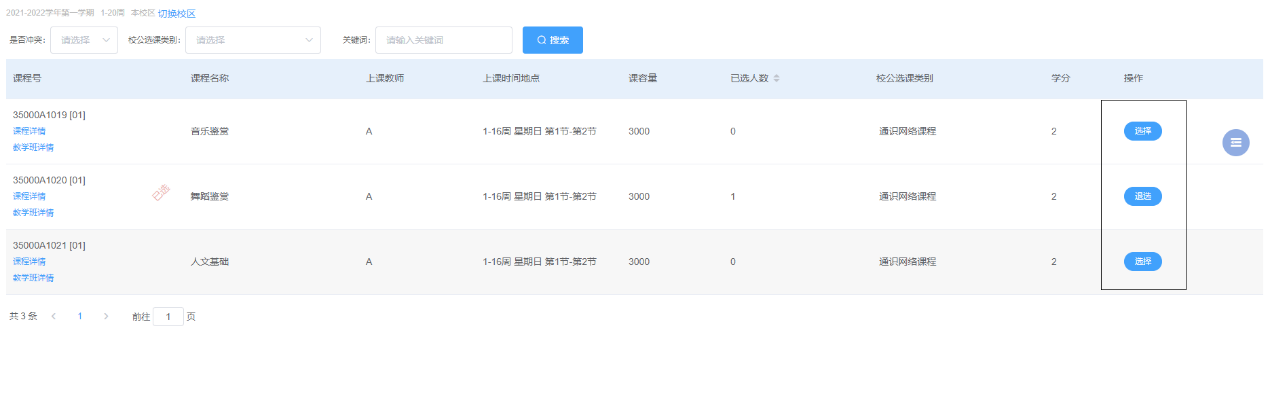 2021-2022学年第一学期 1-20周 本校区 切换校区
是否冲突: 请选择 校公选课类别: 请选择 关键词: 请输入关键词 搜索
课程号 课程名称 上课教师 上课时间地点 课容量 已选人数 校公选课类别 学分 操作
35000A1019 [01]
课程详情
教学班详情
音乐鉴赏 A 1-16周 星期日 第1节-第2节 3000 0 通识网络课程 2 选择
35000A1020 [01]
课程详情
教学班详情
已选
舞蹈鉴赏 A 1-16周 星期日 第1节-第2节 3000 1 通识网络课程 2 退选
35000A1021 [01]
课程详情
教学班详情
人文基础 A 1-16周 星期日 第1节-第2节 3000 0 通识网络课程 2 选择
共 3 条 1 前往 1 页